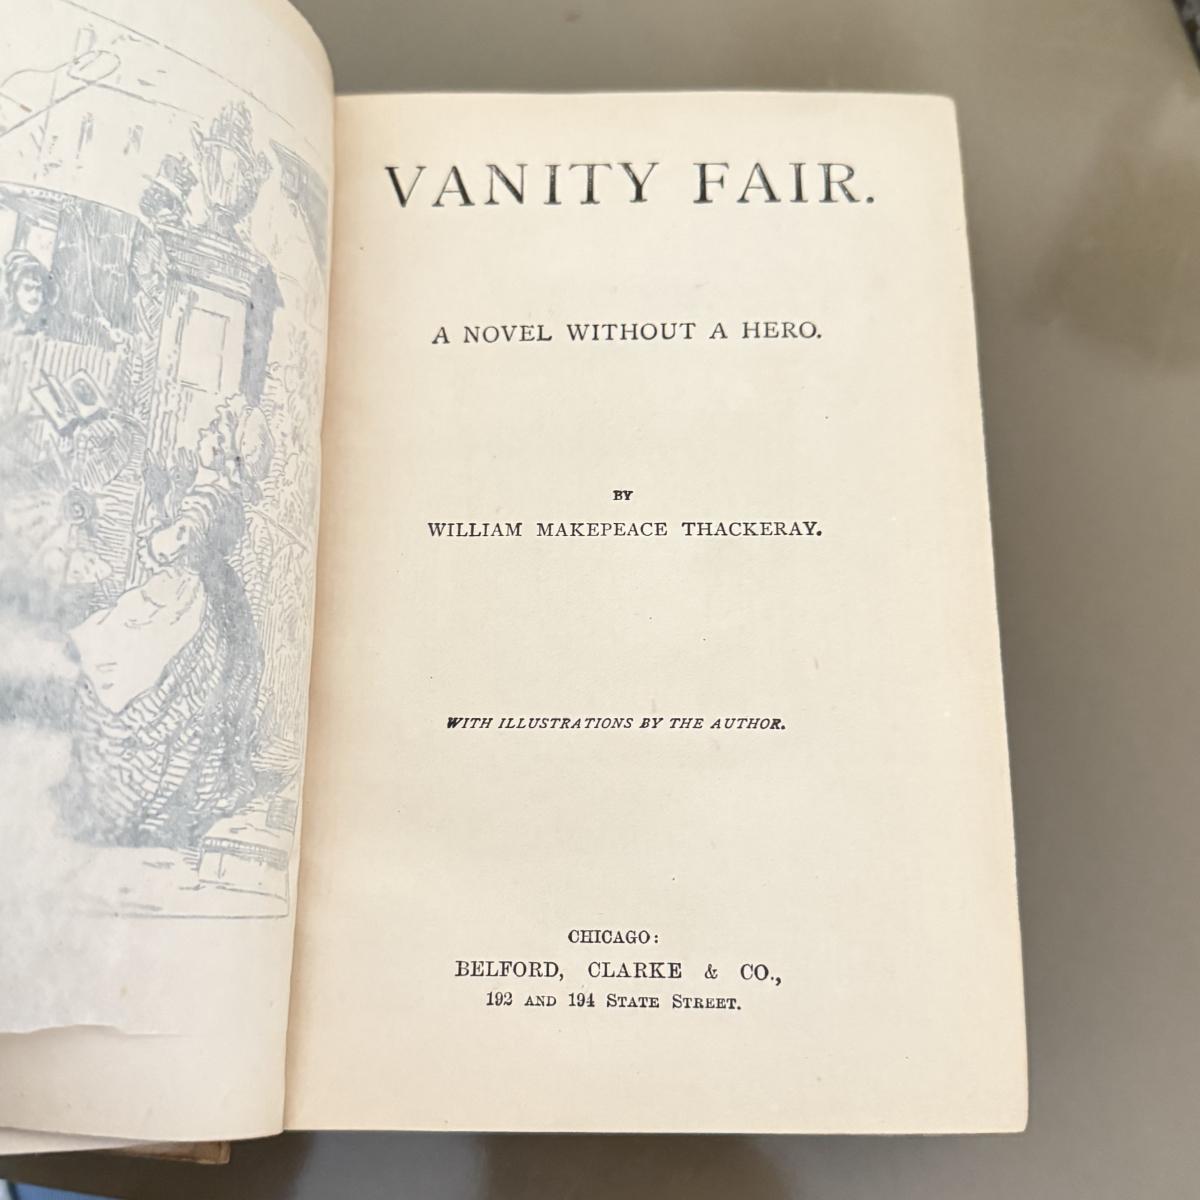 VANITY FAIR.
A NOVEL WITHOUT A HERO.
BY
WILLIAM MAKEPEACE THACKERAY.
WITH ILLUSTRATIONS BY THE AUTHOR.
CHICAGO:
BELFORD, CLARKE & CO.,
192 AND 194 STATE STREET.